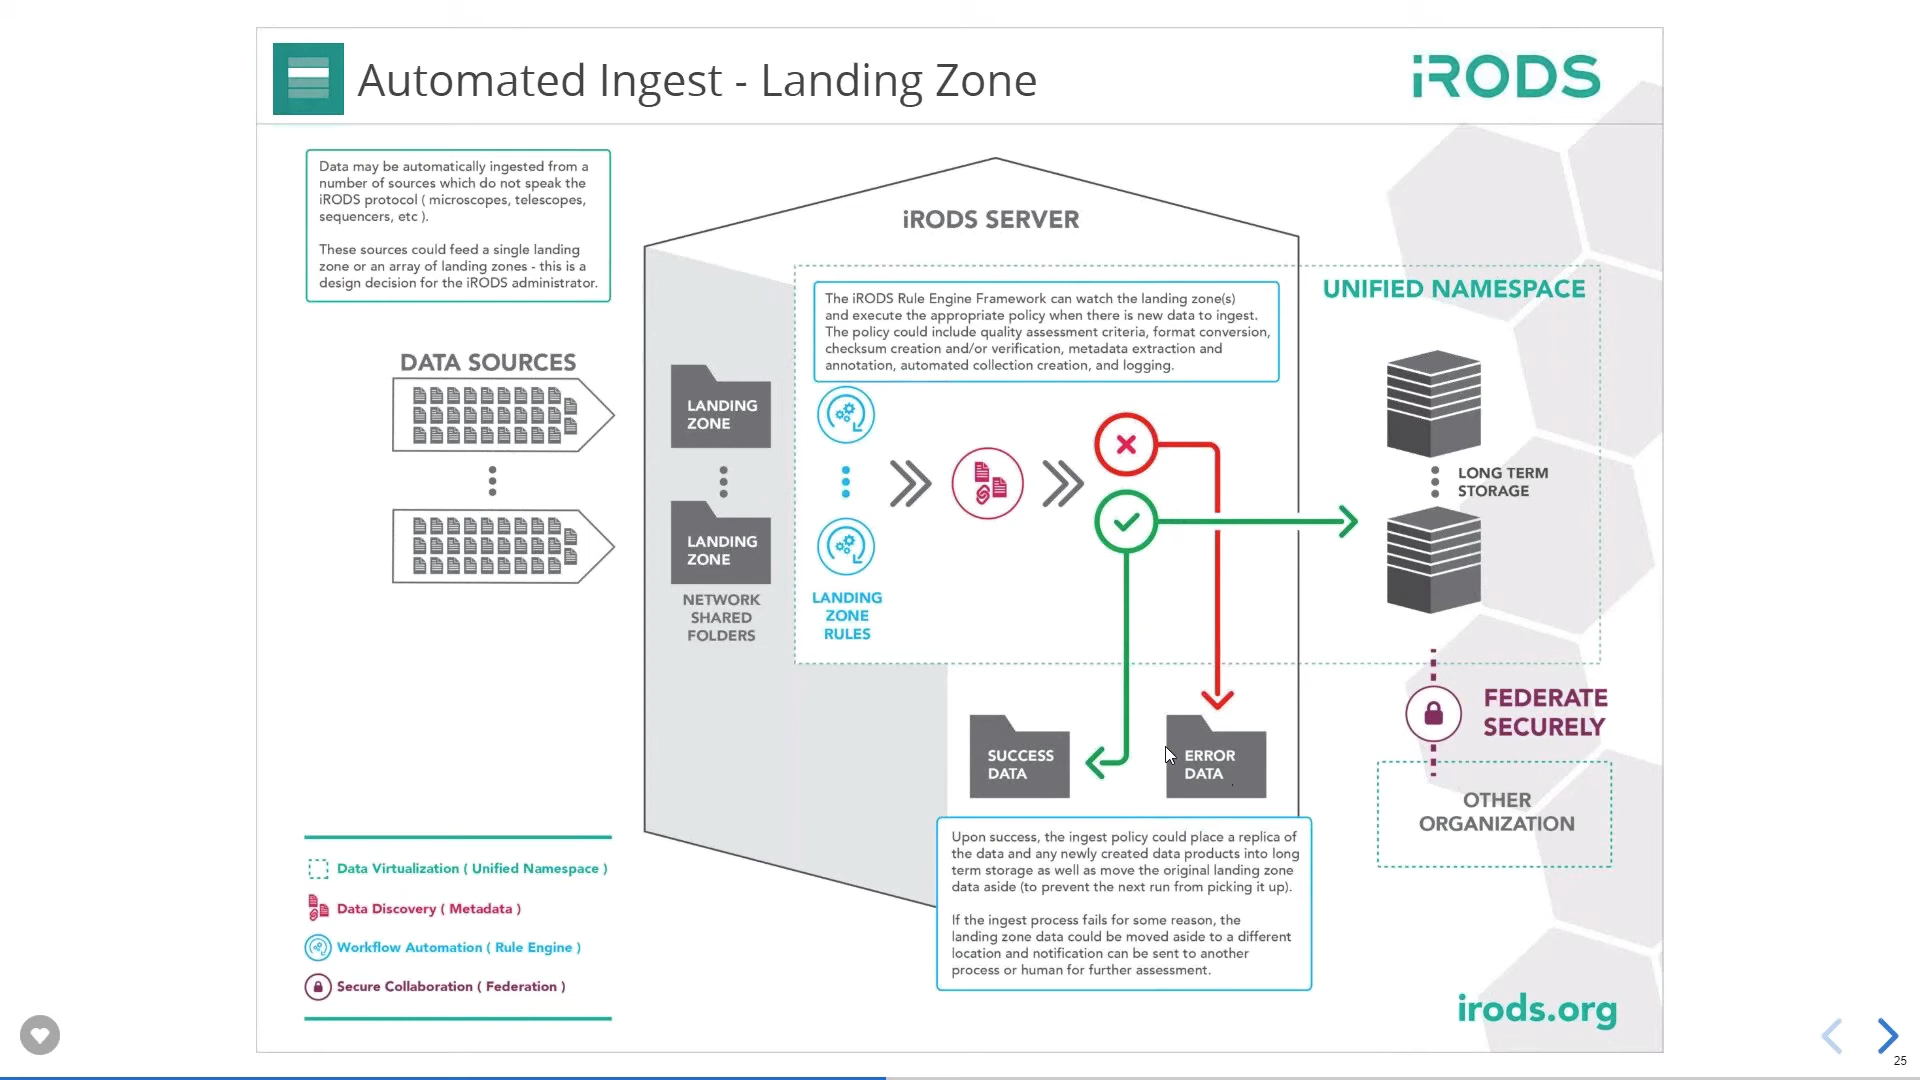 Automated Ingest - Landing Zone
iRODS
Data may be automatically ingested from a
number of sources which do not speak the
iRODS protocol ( microscopes, telescopes,
sequencers, etc ).
These sources could feed a single landing
zone or an array of landing zones - this is a
design decision for the iRODS administrator.
iRODS SERVER
UNIFIED NAMESPACE
The iRODS Rule Engine Framework can watch the landing zone(s)
and execute the appropriate policy when there is new data to ingest.
The policy could include quality assessment criteria, format conversion,
checksum creation and/or verification, metadata extraction and
annotation, automated collection creation, and logging.
DATA SOURCES
LANDING
ZONE
LANDING
ZONE
NETWORK
SHARED
FOLDERS
LANDING
ZONE
RULES
LONG TERM
STORAGE
FEDERATE
SECURELY
OTHER
ORGANIZATION
SUCCESS
DATA
ERROR
DATA
Upon success, the ingest policy could place a replica of
the data and any newly created data products into long
term storage as well as move the original landing zone
data aside (to prevent the next run from picking it up).
If the ingest process fails for some reason, the
landing zone data could be moved aside to a different
location and notification can be sent to another
process or human for further assessment.
Data Virtualization ( Unified Namespace )
Data Discovery ( Metadata )
Workflow Automation ( Rule Engine )
Secure Collaboration ( Federation )
irods.org
25